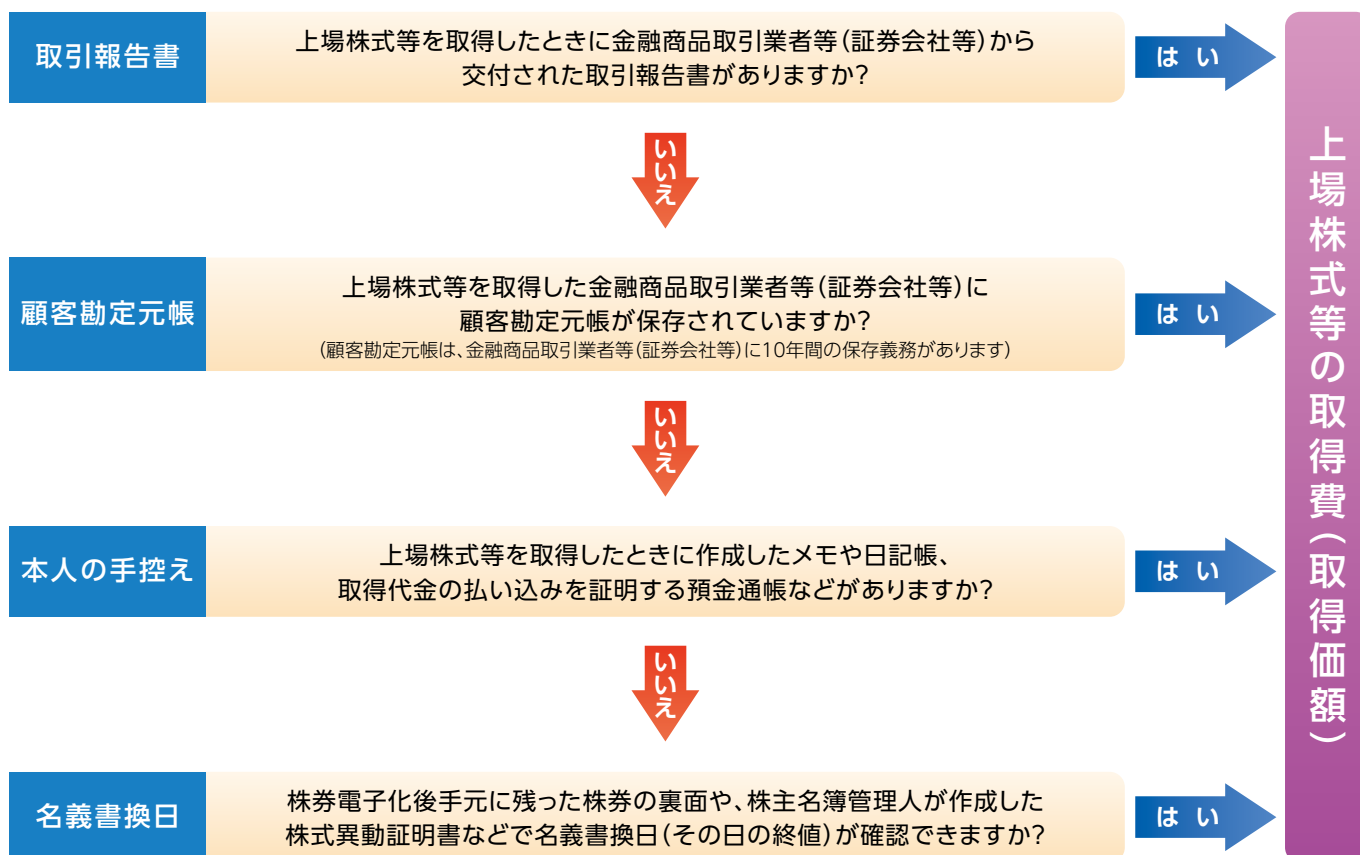 取引報告書
上場株式等を取得したときに金融商品取引業者等(証券会社等)から
交付された取引報告書がありますか?
はい
いいえ
顧客勘定元帳
上場株式等を取得した金融商品取引業者等(証券会社等)に
顧客勘定元帳が保存されていますか?
(顧客勘定元帳は、金融商品取引業者等(証券会社等)に10年間の保存義務があります)
はい
いいえ
本人の手控え
上場株式等を取得したときに作成したメモや日記帳、
取得代金の払い込みを証明する預金通帳などがありますか?
はい
いいえ
名義書換日
株券電子化後手元に残った株券の裏面や、株主名簿管理人が作成した
株式異動証明書などで名義書換日(その日の終値)が確認できますか?
はい
上場株式等の取得費(取得価額)